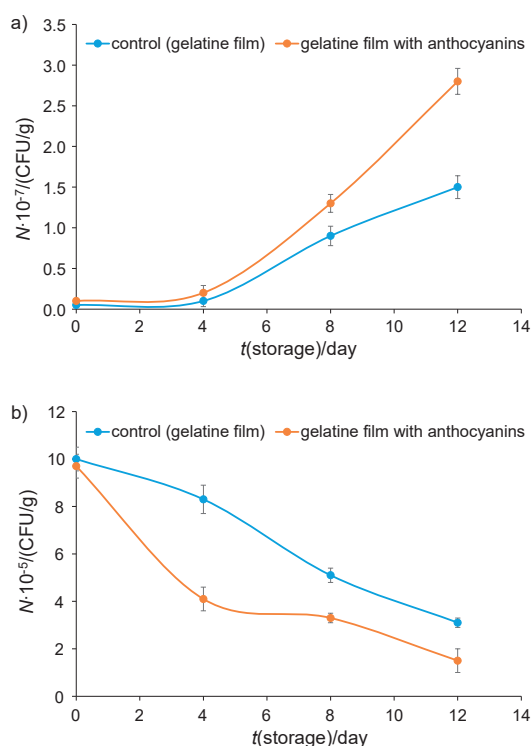 a)
control (gelatine film) gelatine film with anthocyanins
3.5
3.0
2.5
2.0
1.5
1.0
0.5
0.0
N·10⁻⁷/(CFU/g)
0 2 4 6 8 10 12 14
t(storage)/day
b)
control (gelatine film) gelatine film with anthocyanins
12
10
8
6
4
2
0
N·10⁻⁵/(CFU/g)
0 2 4 6 8 10 12 14
t(storage)/day